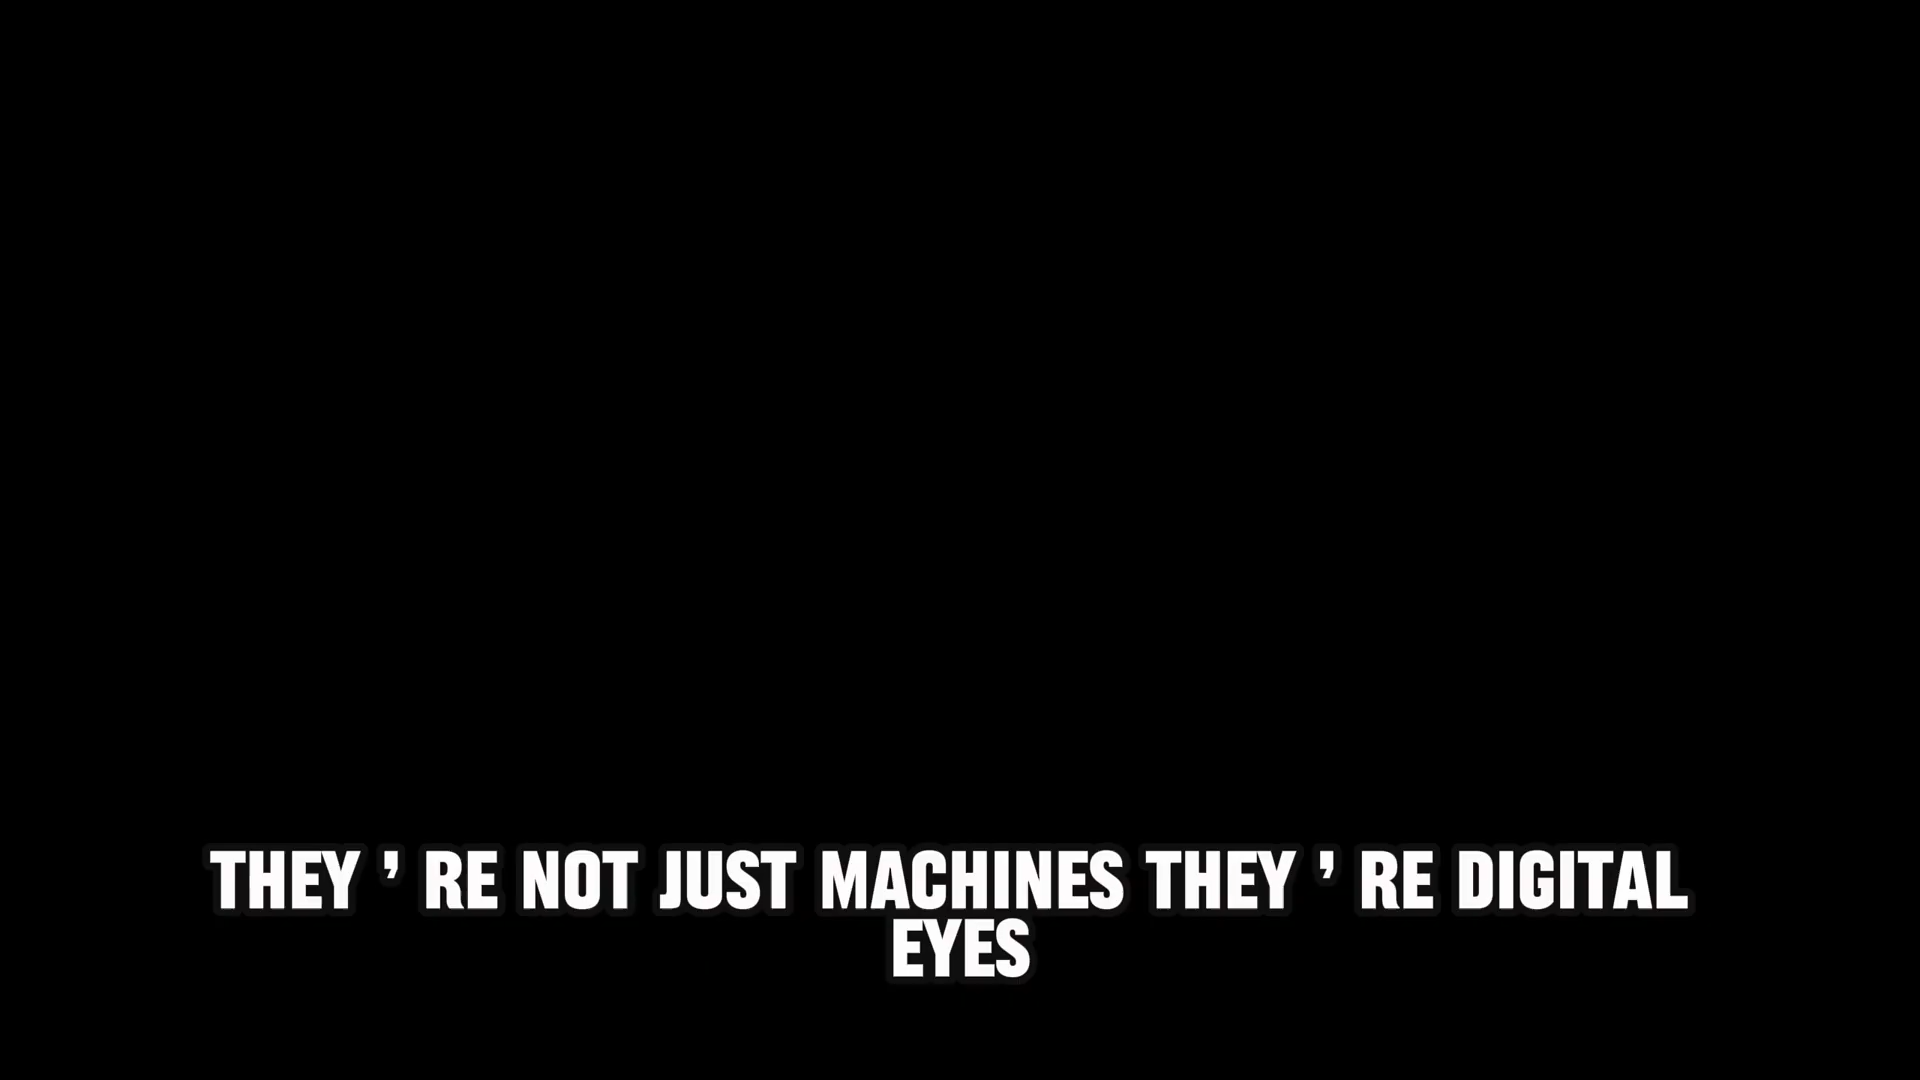 THEY ’ RE NOT JUST MACHINES THEY ’ RE DIGITAL
EYES